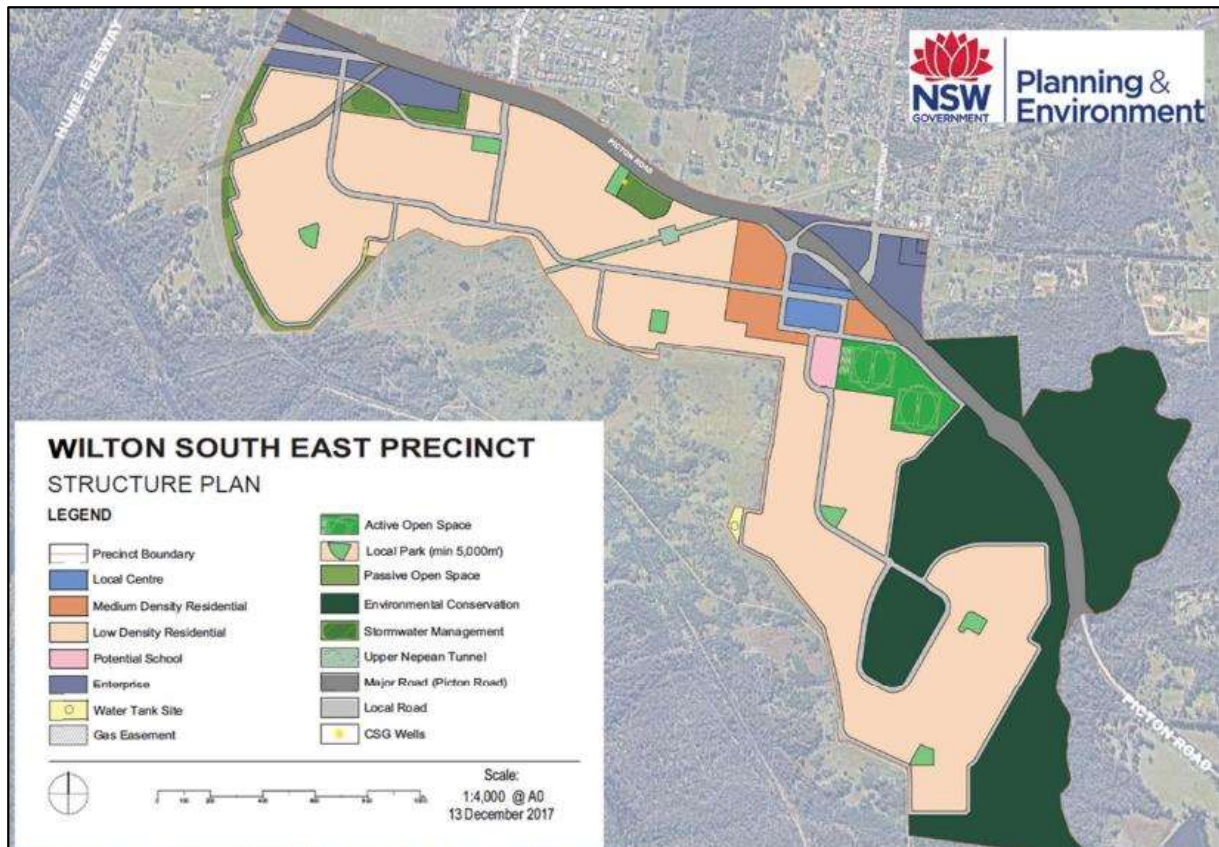 HUME FREEWAY
NSW
GOVERNMENT
Planning &
Environment
PICTON ROAD
WILTON SOUTH EAST PRECINCT
STRUCTURE PLAN
LEGEND
Precinct Boundary
Local Centre
Medium Density Residential
Low Density Residential
Potential School
Enterprise
Water Tank Site
Gas Easement
Active Open Space
Local Park (min 5,000m²)
Passive Open Space
Environmental Conservation
Stormwater Management
Upper Nepean Tunnel
Major Road (Picton Road)
Local Road
CSG Wells
Scale:
1:4,000 @ A0
13 December 2017
PICTON ROAD